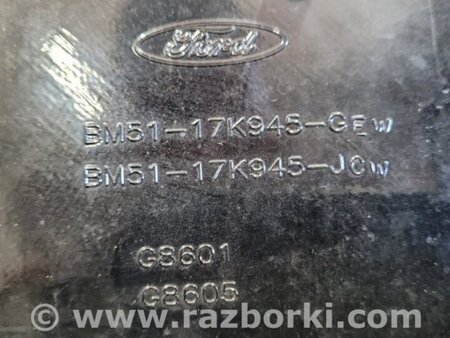 Ford
BM51-17K945-GEW
BM51-17K945-JCW
G8601
G8605
www.razborki.com